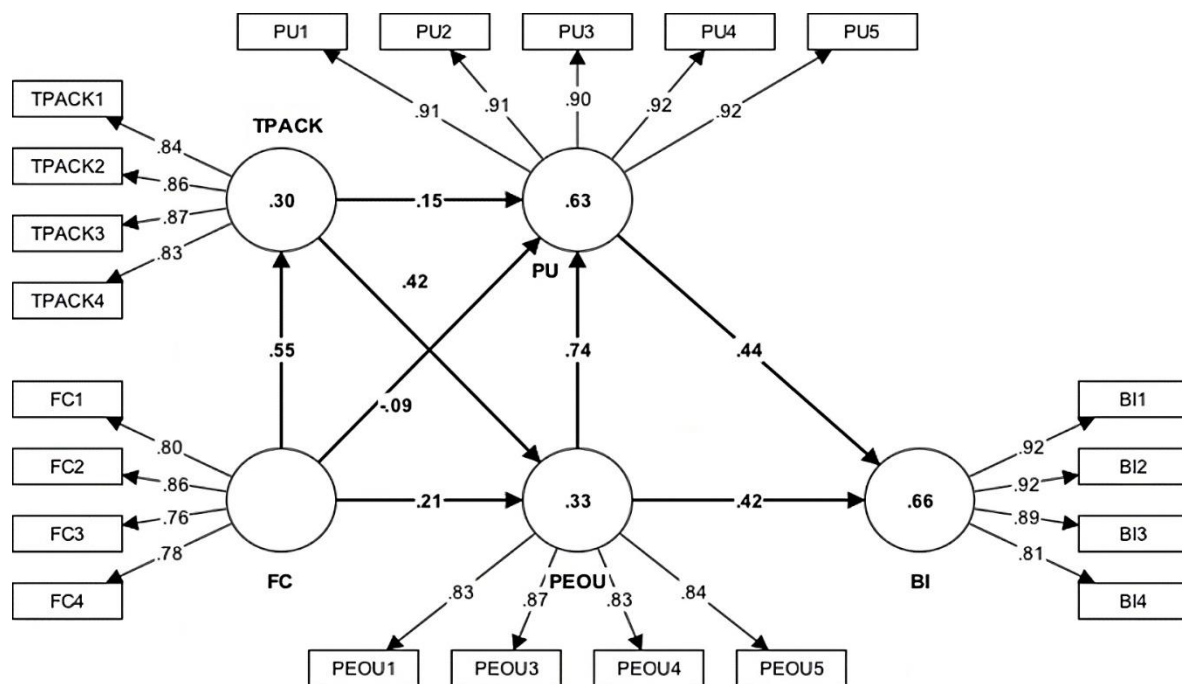 PU1
PU2
PU3
PU4
PU5
TPACK1
TPACK2
TPACK3
TPACK4
.84
.86
.87
.83
TPACK
.30
.91
.91
.90
.92
.92
.63
PU
.15
.42
.55
-.09
.74
.44
FC1
FC2
FC3
FC4
.80
.86
.76
.78
FC
.21
.33
PEOU
.42
.66
BI
.92
.92
.89
.81
BI1
BI2
BI3
BI4
.83
.87
.83
.84
PEOU1
PEOU3
PEOU4
PEOU5